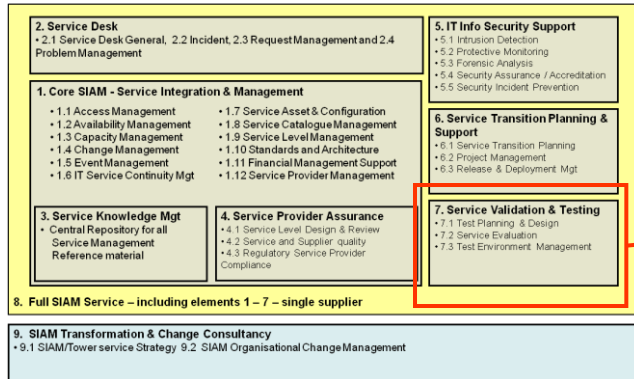 2. Service Desk
• 2.1 Service Desk General, 2.2 Incident, 2.3 Request Management and 2.4
Problem Management
1. Core SIAM - Service Integration & Management
• 1.1 Access Management
• 1.2 Availability Management
• 1.3 Capacity Management
• 1.4 Change Management
• 1.5 Event Management
• 1.6 IT Service Continuity Mgt
• 1.7 Service Asset & Configuration
• 1.8 Service Catalogue Management
• 1.9 Service Level Management
• 1.10 Standards and Architecture
• 1.11 Financial Management Support
• 1.12 Service Provider Management
3. Service Knowledge Mgt
• Central Repository for all
Service Management
Reference material
4. Service Provider Assurance
• 4.1 Service Level Design & Review
• 4.2 Service and Supplier quality
• 4.3 Regulatory Service Provider
Compliance
5. IT Info Security Support
• 5.1 Intrusion Detection
• 5.2 Protective Monitoring
• 5.3 Forensic Analysis
• 5.4 Security Assurance / Accreditation
• 5.5 Security Incident Prevention
6. Service Transition Planning &
Support
• 6.1 Service Transition Planning
• 6.2 Project Management
• 6.3 Release & Deployment Mgt
7. Service Validation & Testing
• 7.1 Test Planning & Design
• 7.2 Service Evaluation
• 7.3 Test Environment Management
8. Full SIAM Service – including elements 1 – 7 – single supplier
9. SIAM Transformation & Change Consultancy
• 9.1 SIAM/Tower service Strategy 9.2 SIAM Organisational Change Management